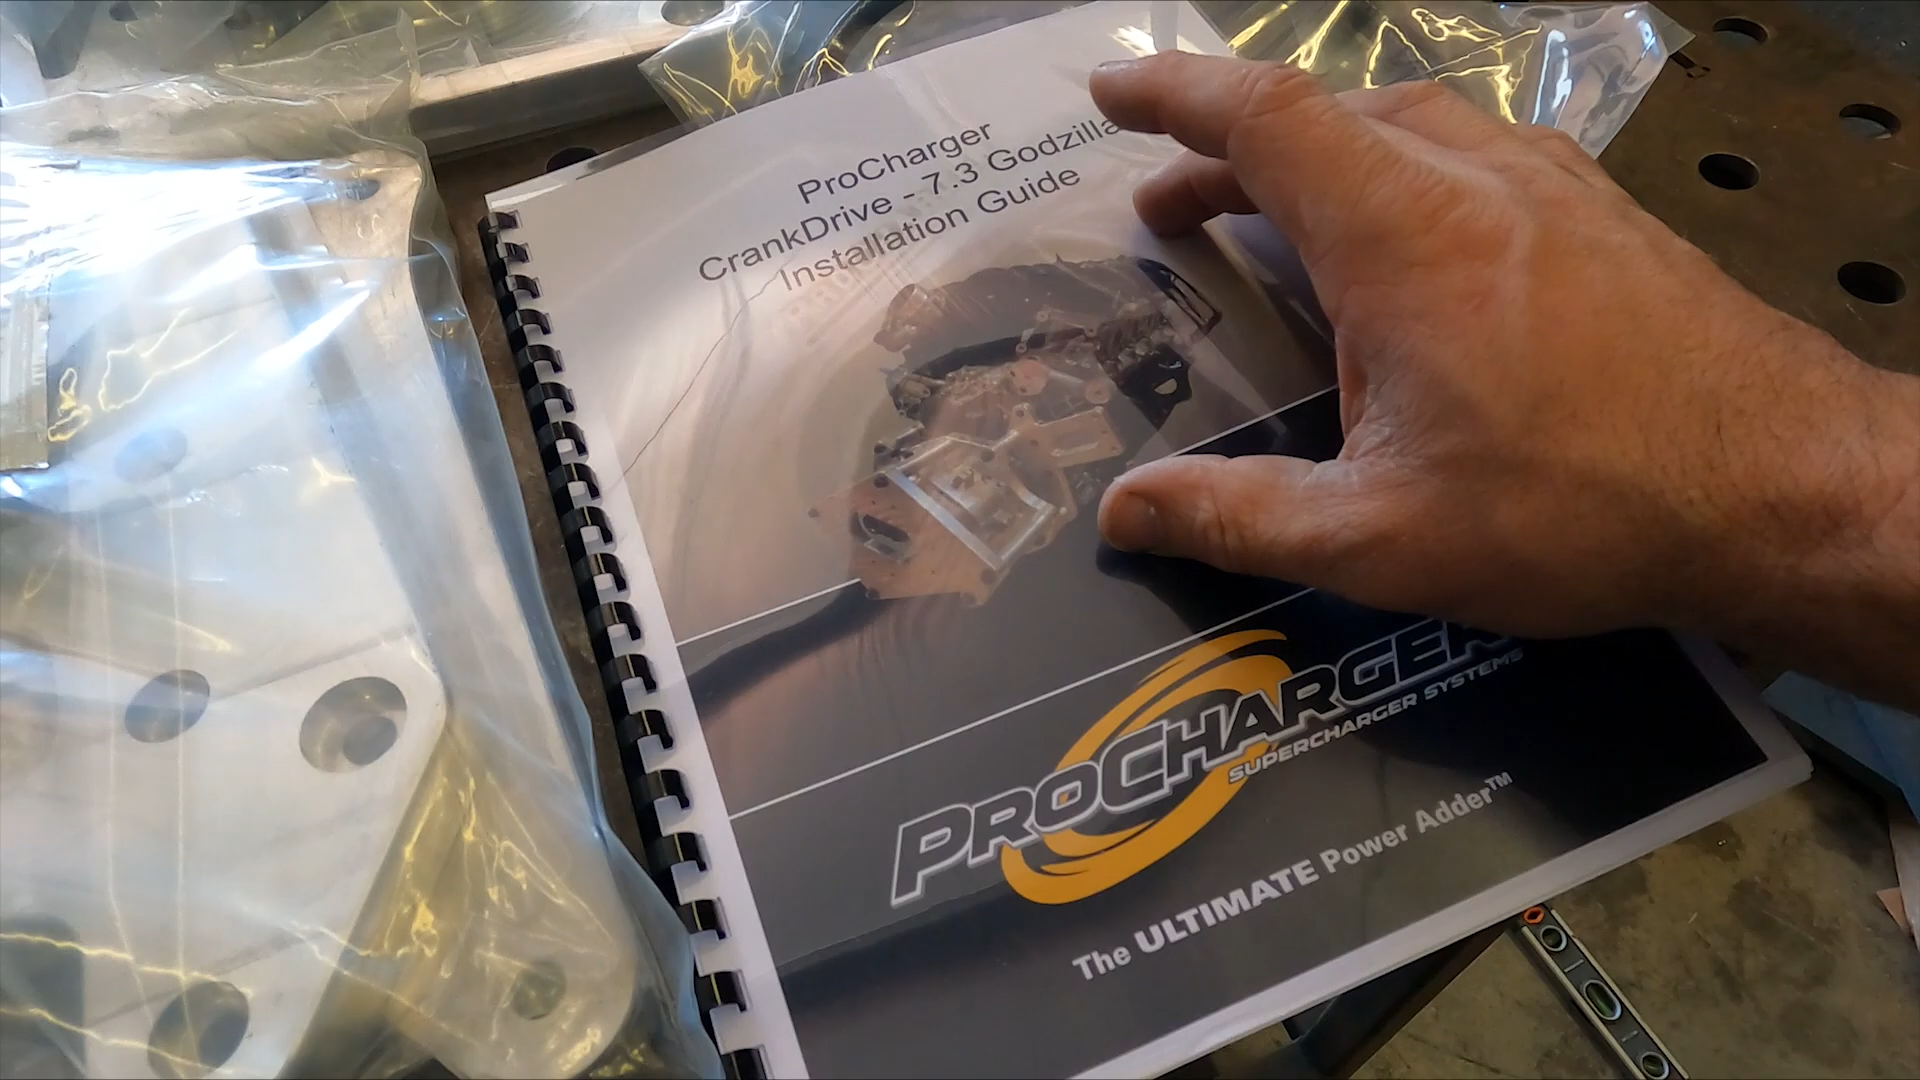 ProCharger
CrankDrive - 7.3 Godzilla
Installation Guide
PROCHARGER
SUPERCHARGER SYSTEMS
The ULTIMATE Power Adder™